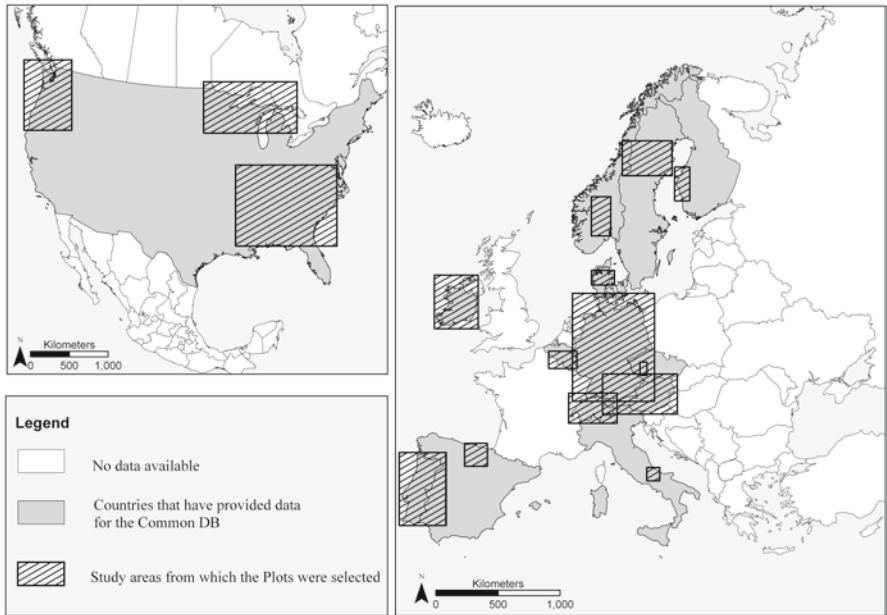 N
Kilometers
0 500 1,000
Legend
No data available
Countries that have provided data
for the Common DB
Study areas from which the Plots were selected
N
Kilometers
0 500 1,000